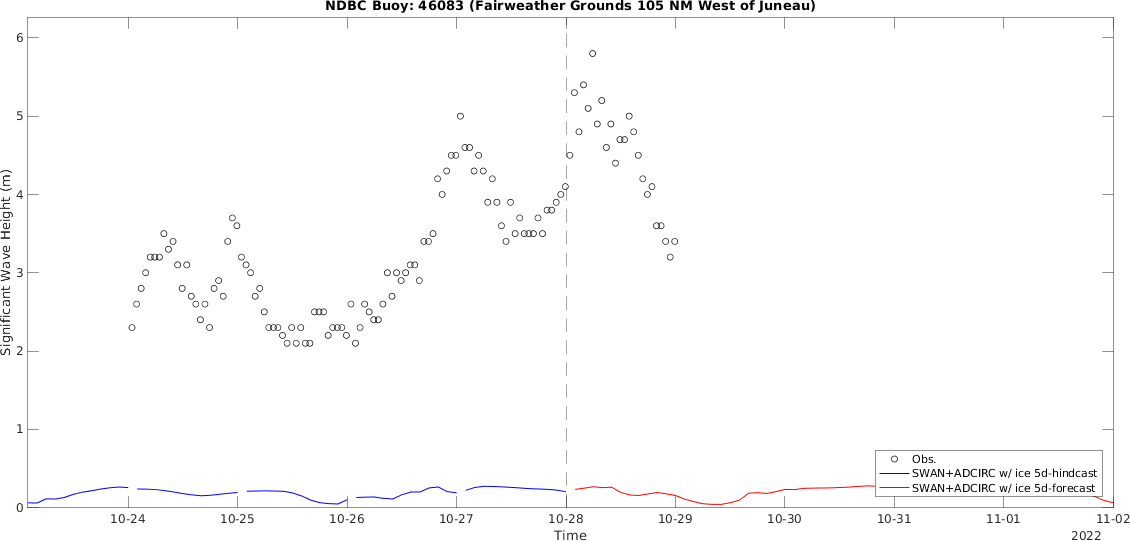 NDBC Buoy: 46083 (Fairweather Grounds 105 NM West of Juneau)
6
5
4
3
2
1
0
Significant Wave Height (m)
Obs.
SWAN+ADCIRC w/ ice 5d-hindcast
SWAN+ADCIRC w/ ice 5d-forecast
10-24 10-25 10-26 10-27 10-28 10-29 10-30 10-31 11-01 11-02
Time
2022